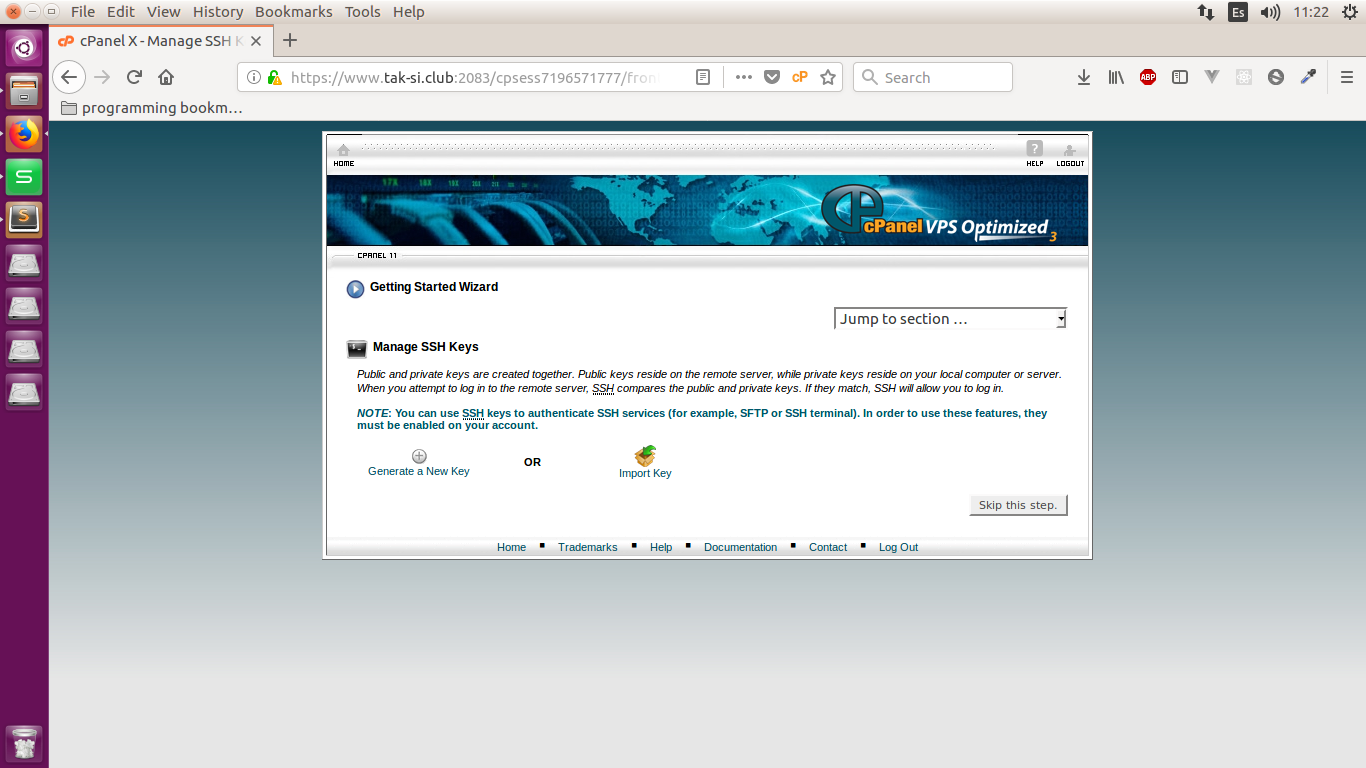 File Edit View History Bookmarks Tools Help
Es
11:22
cPanel X - Manage SSH K
https://www.tak-si.club:2083/cpsess7196571777/fron
cP
Search
ABP
programming bookm…
HOME
HELP
LOGOUT
cPanel VPS Optimized 3
CPANEL 11
Getting Started Wizard
Jump to section …
Manage SSH Keys
Public and private keys are created together. Public keys reside on the remote server, while private keys reside on your local computer or server.
When you attempt to log in to the remote server, SSH compares the public and private keys. If they match, SSH will allow you to log in.
NOTE: You can use SSH keys to authenticate SSH services (for example, SFTP or SSH terminal). In order to use these features, they
must be enabled on your account.
Generate a New Key
OR
Import Key
Skip this step.
Home ▪ Trademarks ▪ Help ▪ Documentation ▪ Contact ▪ Log Out